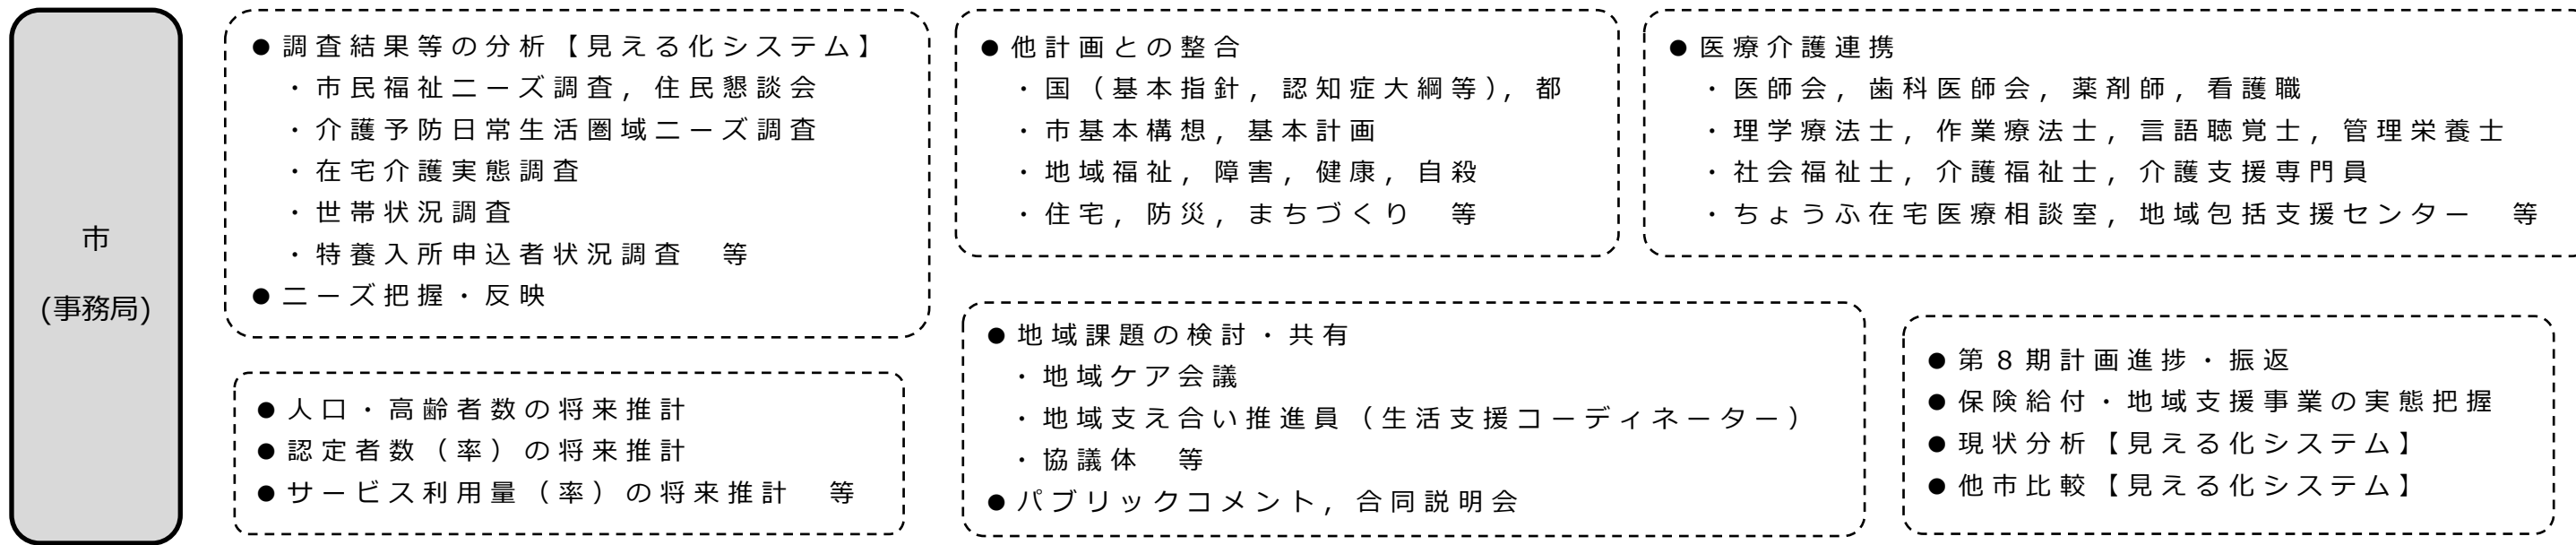 市
(事務局)
●調査結果等の分析【見える化システム】
・市民福祉ニーズ調査，住民懇談会
・介護予防日常生活圏域ニーズ調査
・在宅介護実態調査
・世帯状況調査
・特養入所申込者状況調査　等
●ニーズ把握・反映
●他計画との整合
・国（基本指針，認知症大綱等），都
・市基本構想，基本計画
・地域福祉，障害，健康，自殺
・住宅，防災，まちづくり　等
●医療介護連携
・医師会，歯科医師会，薬剤師，看護職
・理学療法士，作業療法士，言語聴覚士，管理栄養士
・社会福祉士，介護福祉士，介護支援専門員
・ちょうふ在宅医療相談室，地域包括支援センター　等
●人口・高齢者数の将来推計
●認定者数（率）の将来推計
●サービス利用量（率）の将来推計　等
●地域課題の検討・共有
・地域ケア会議
・地域支え合い推進員（生活支援コーディネーター）
・協議体　等
●パブリックコメント，合同説明会
●第８期計画進捗・振返
●保険給付・地域支援事業の実態把握
●現状分析【見える化システム】
●他市比較【見える化システム】